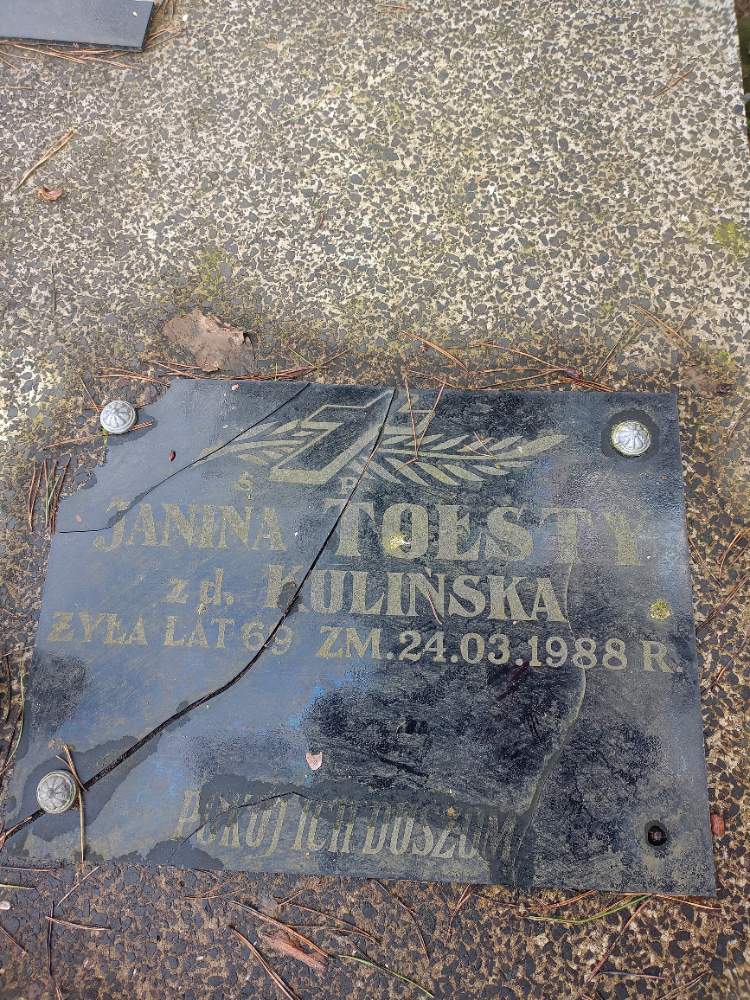 Ś P
JANINA TOŁSTY
z d. KULIŃSKA
ŻYŁA LAT 69 ZM. 24.03.1988 R.
POKÓJ ICH DUSZOM